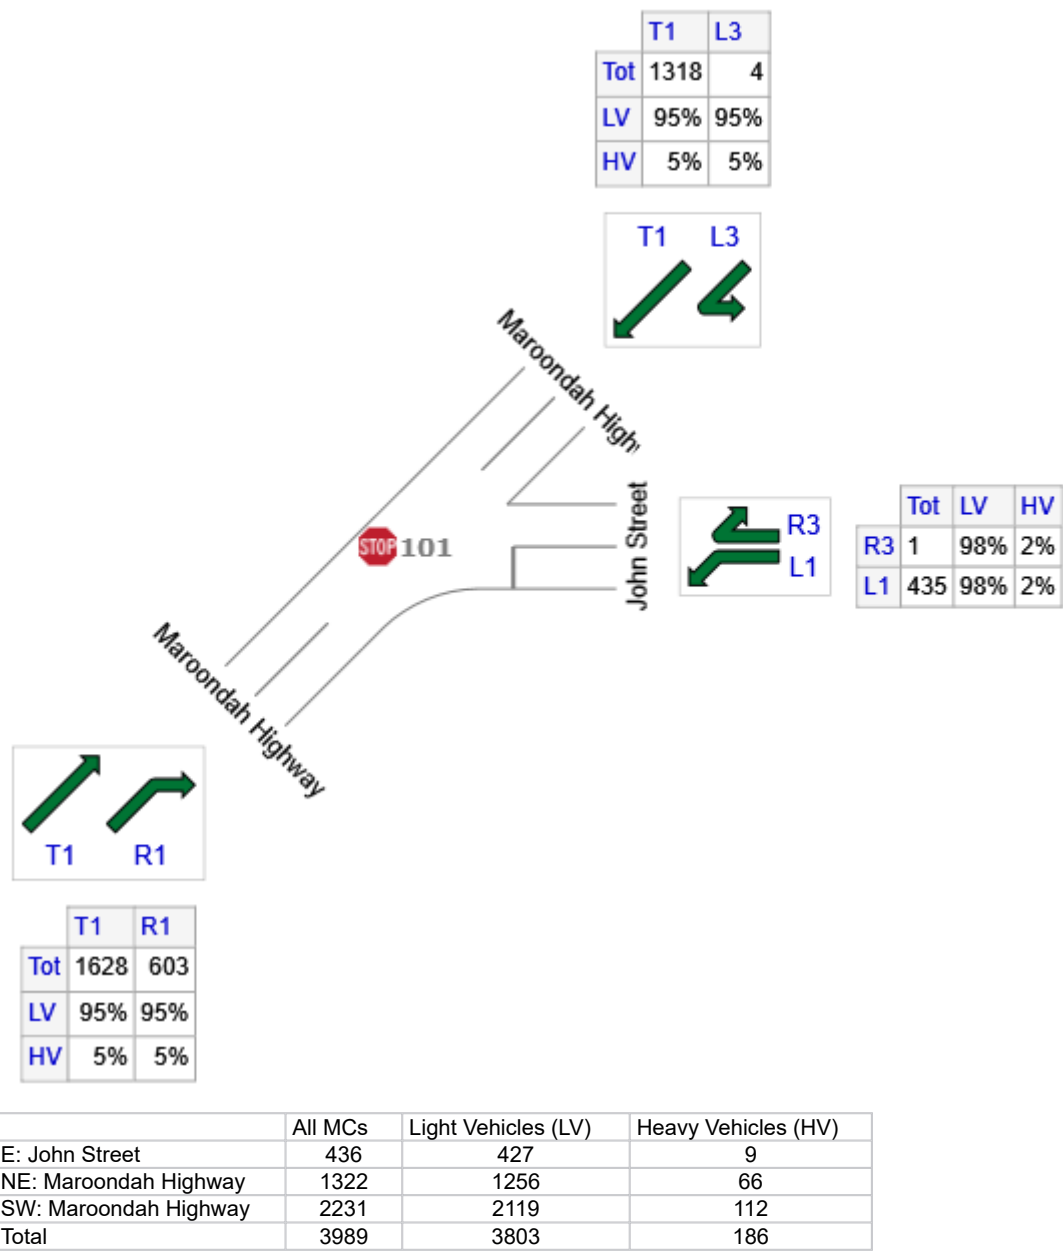 T1 L3
Tot 1318 4
LV 95% 95%
HV 5% 5%
T1 L3
Maroondah High
John Street
R3
L1
Tot LV HV
R3 1 98% 2%
L1 435 98% 2%
STOP 101
Maroondah Highway
T1 R1
T1 R1
Tot 1628 603
LV 95% 95%
HV 5% 5%
All MCs Light Vehicles (LV) Heavy Vehicles (HV)
E: John Street 436 427 9
NE: Maroondah Highway 1322 1256 66
SW: Maroondah Highway 2231 2119 112
Total 3989 3803 186